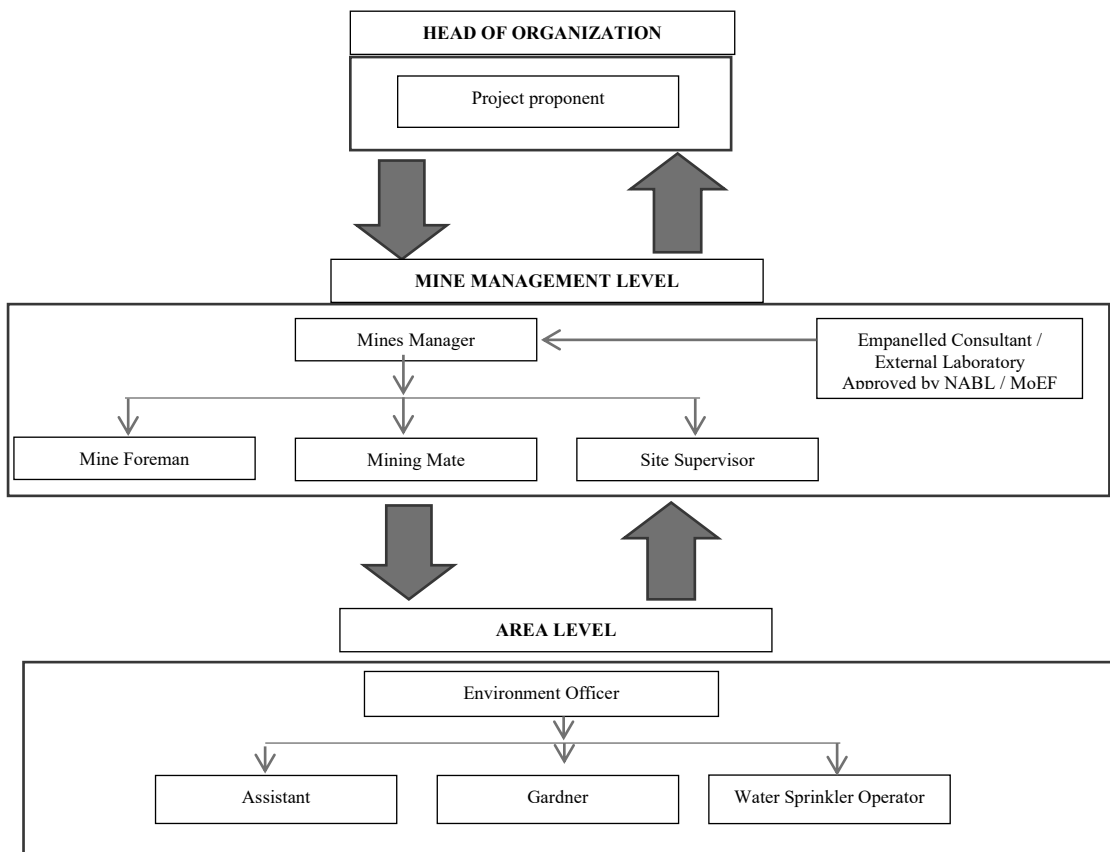 HEAD OF ORGANIZATION
Project proponent
MINE MANAGEMENT LEVEL
Mines Manager
Empanelled Consultant /
External Laboratory
Approved by NABL / MoEF
Mine Foreman
Mining Mate
Site Supervisor
AREA LEVEL
Environment Officer
Assistant
Gardner
Water Sprinkler Operator